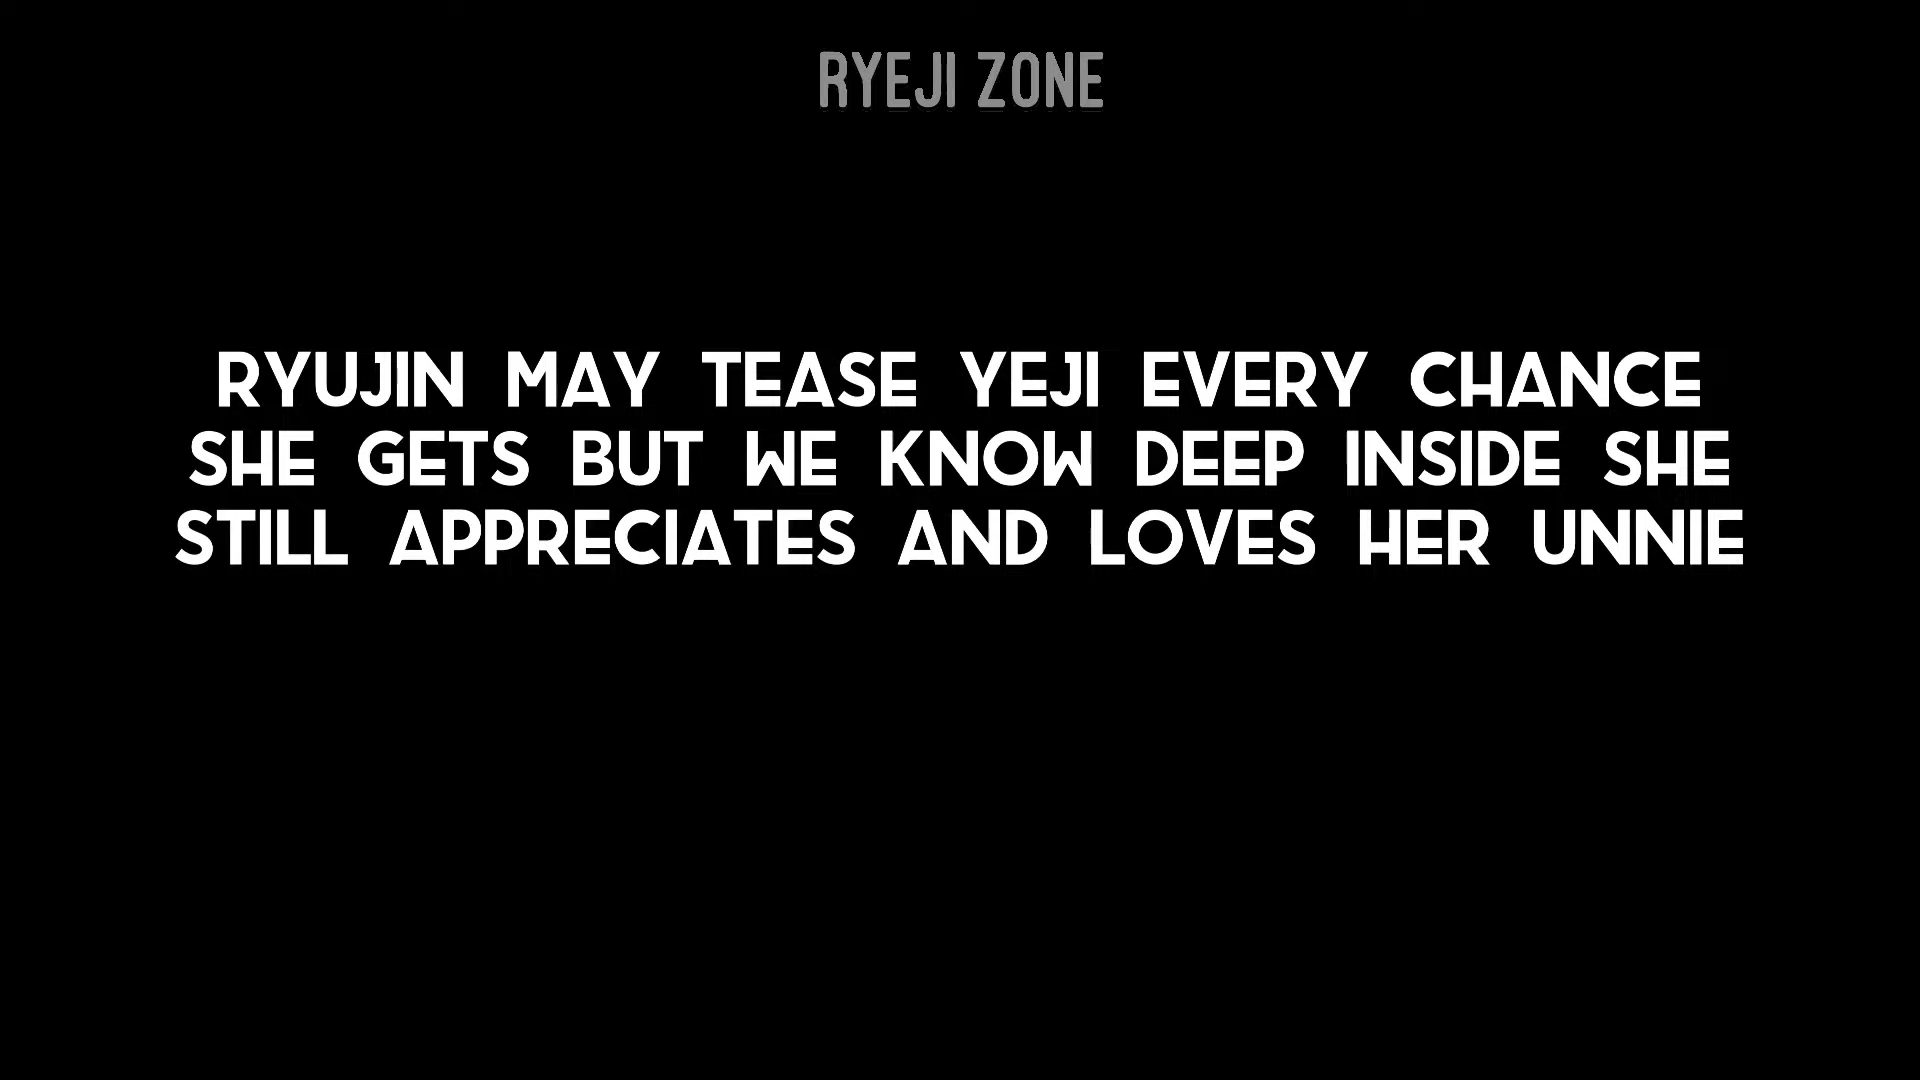 RYEJI ZONE
RYUJIN MAY TEASE YEJI EVERY CHANCE
SHE GETS BUT WE KNOW DEEP INSIDE SHE
STILL APPRECIATES AND LOVES HER UNNIE